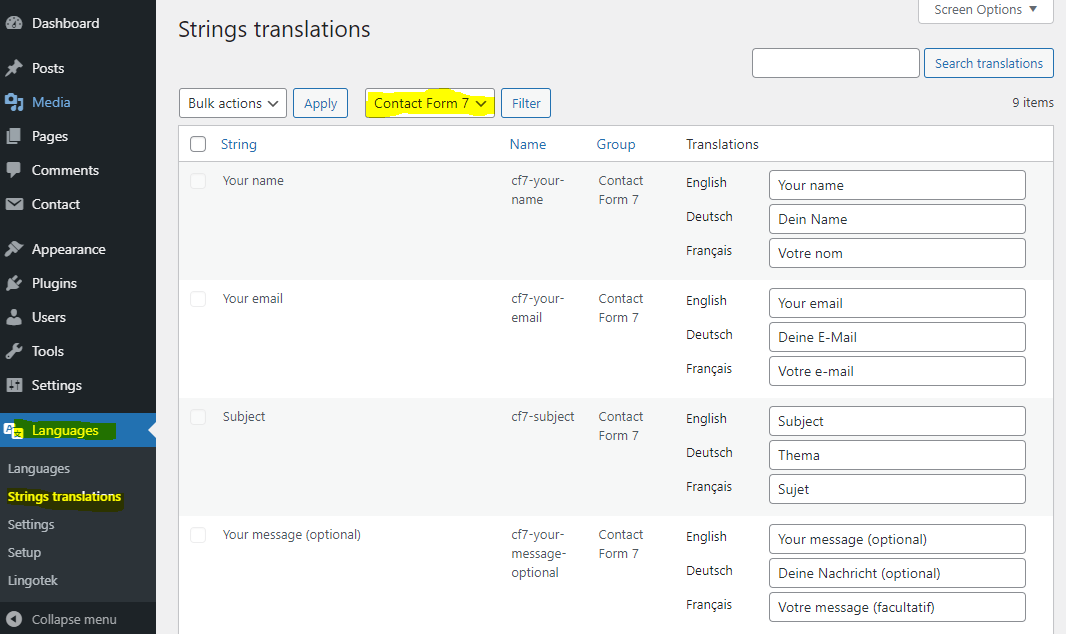 Dashboard
Posts
Media
Pages
Comments
Contact
Appearance
Plugins
Users
Tools
Settings
Languages
Languages
Strings translations
Settings
Setup
Lingotek
Collapse menu
Screen Options
Strings translations
Search translations
Bulk actions
Apply
Contact Form 7
Filter
9 items
String
Name
Group
Translations
Your name
cf7-your-
name
Contact
Form 7
English
Your name
Deutsch
Dein Name
Français
Votre nom
Your email
cf7-your-
email
Contact
Form 7
English
Your email
Deutsch
Deine E-Mail
Français
Votre e-mail
Subject
cf7-subject
Contact
Form 7
English
Subject
Deutsch
Thema
Français
Sujet
Your message (optional)
cf7-your-
message-
optional
Contact
Form 7
English
Your message (optional)
Deutsch
Deine Nachricht (optional)
Français
Votre message (facultatif)